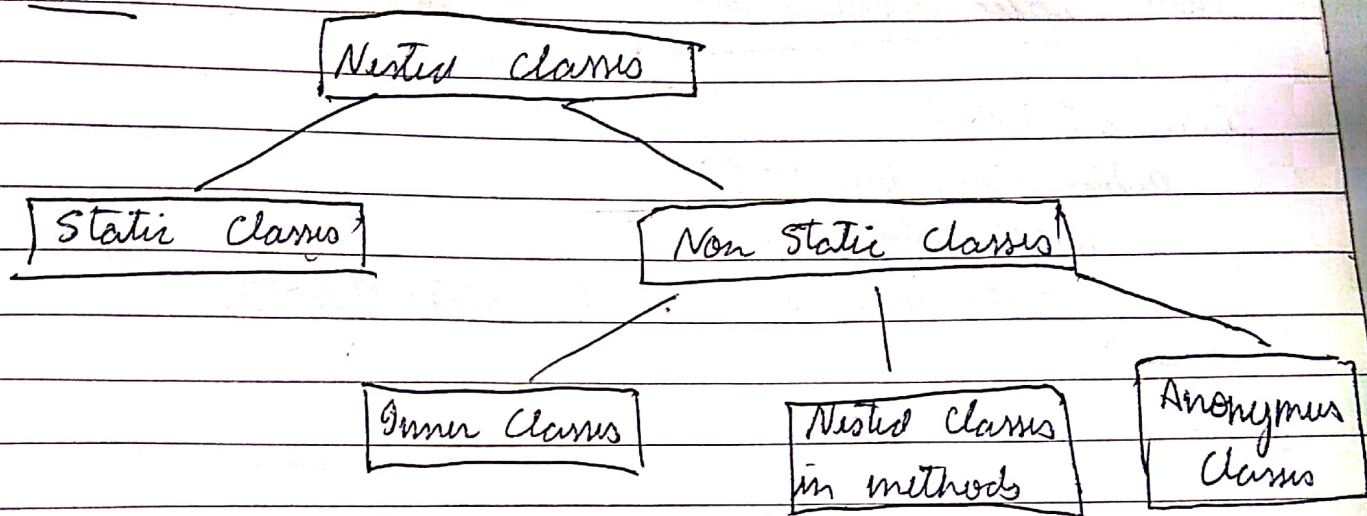 Nested Classes
Static Classes
Non Static Classes
Inner Classes
Nested Classes
in methods
Anonymus
Classes